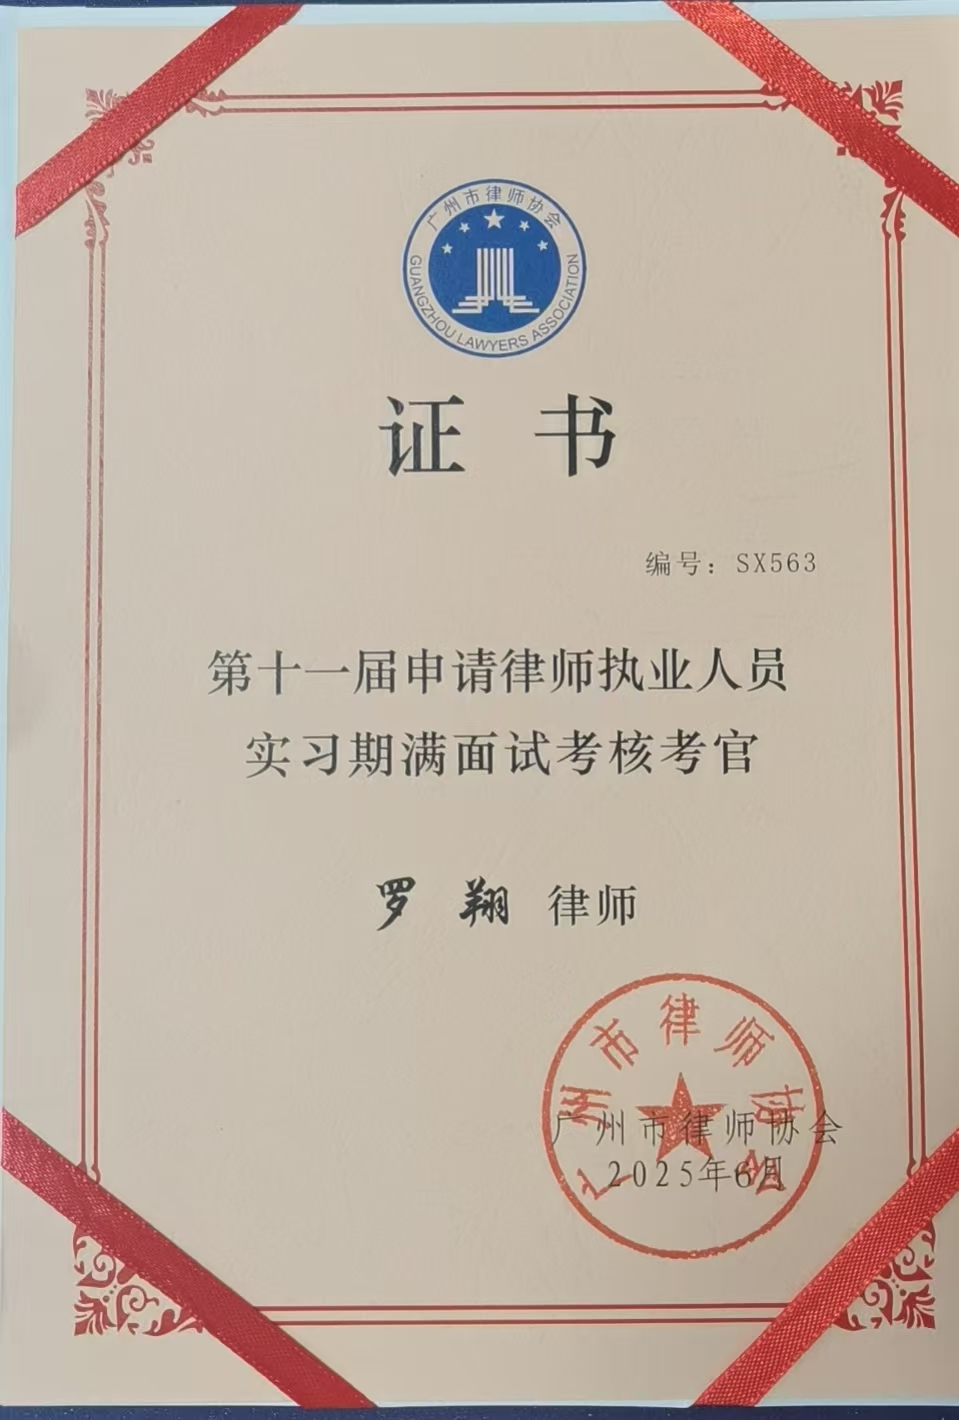 广州市律师协会
GUANGZHOU LAWYERS ASSOCIATION
证书
编号：SX563
第十一届申请律师执业人员
实习期满面试考核考官
罗翔 律师
广州市律师协会
广州市律师协会
2025年6月